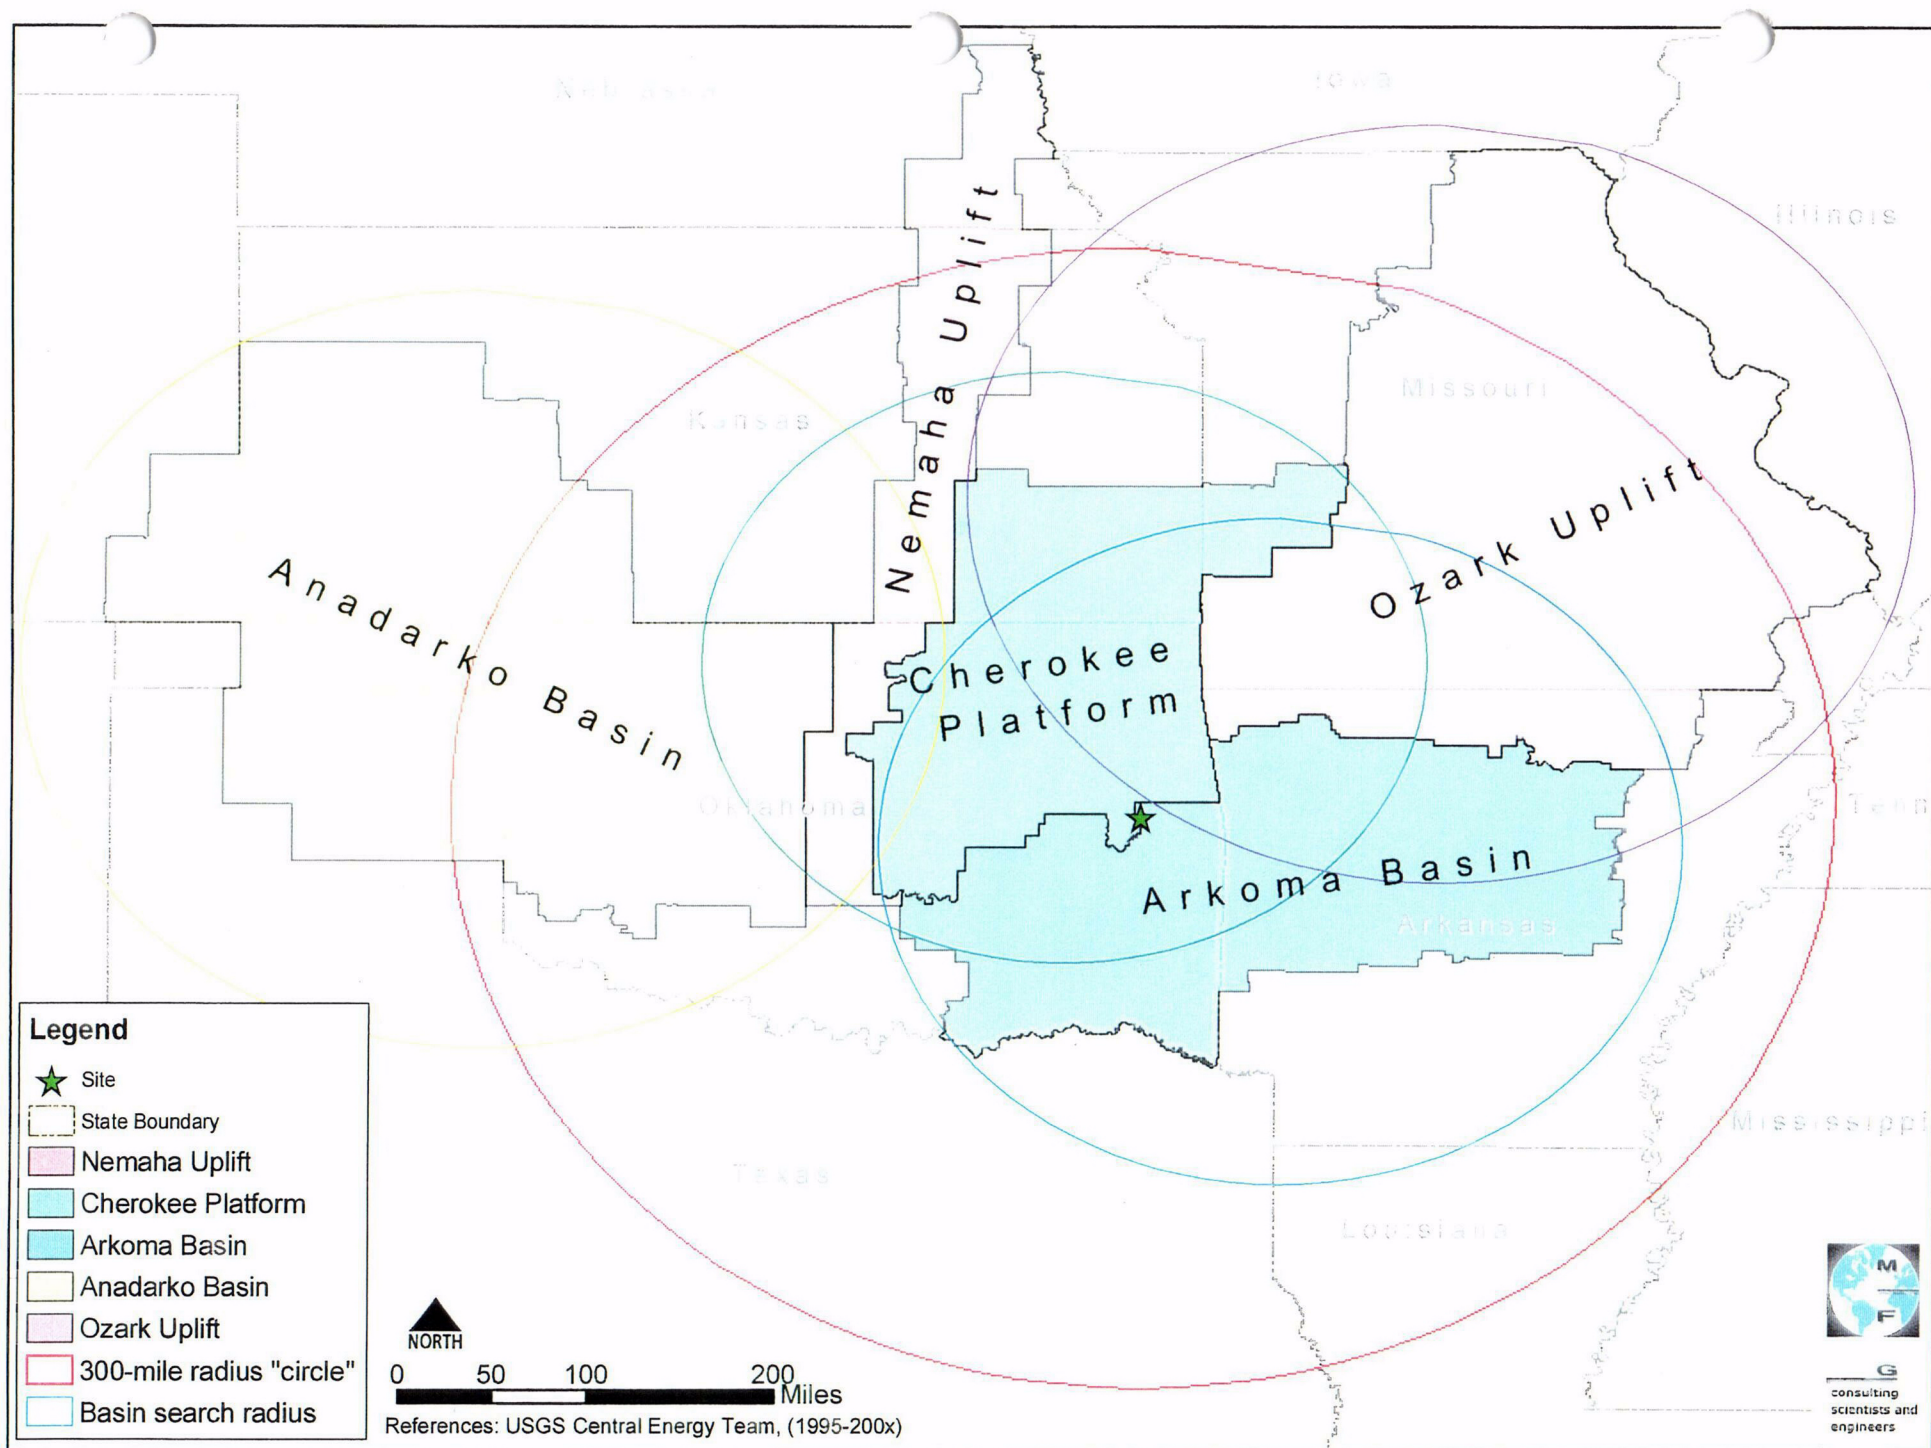 Nebraska
Iowa
Illinois
Nemaha Uplift
Missouri
Kansas
Ozark Uplift
Anadarko Basin
Cherokee
Platform
Oklahoma
Tenn
Arkoma Basin
Arkansas
Mississippi
Texas
Louisiana
Legend
Site
State Boundary
Nemaha Uplift
Cherokee Platform
Arkoma Basin
Anadarko Basin
Ozark Uplift
300-mile radius "circle"
Basin search radius
NORTH
0 50 100 200
Miles
References: USGS Central Energy Team, (1995-200x)
M
F
G
consulting
scientists and
engineers